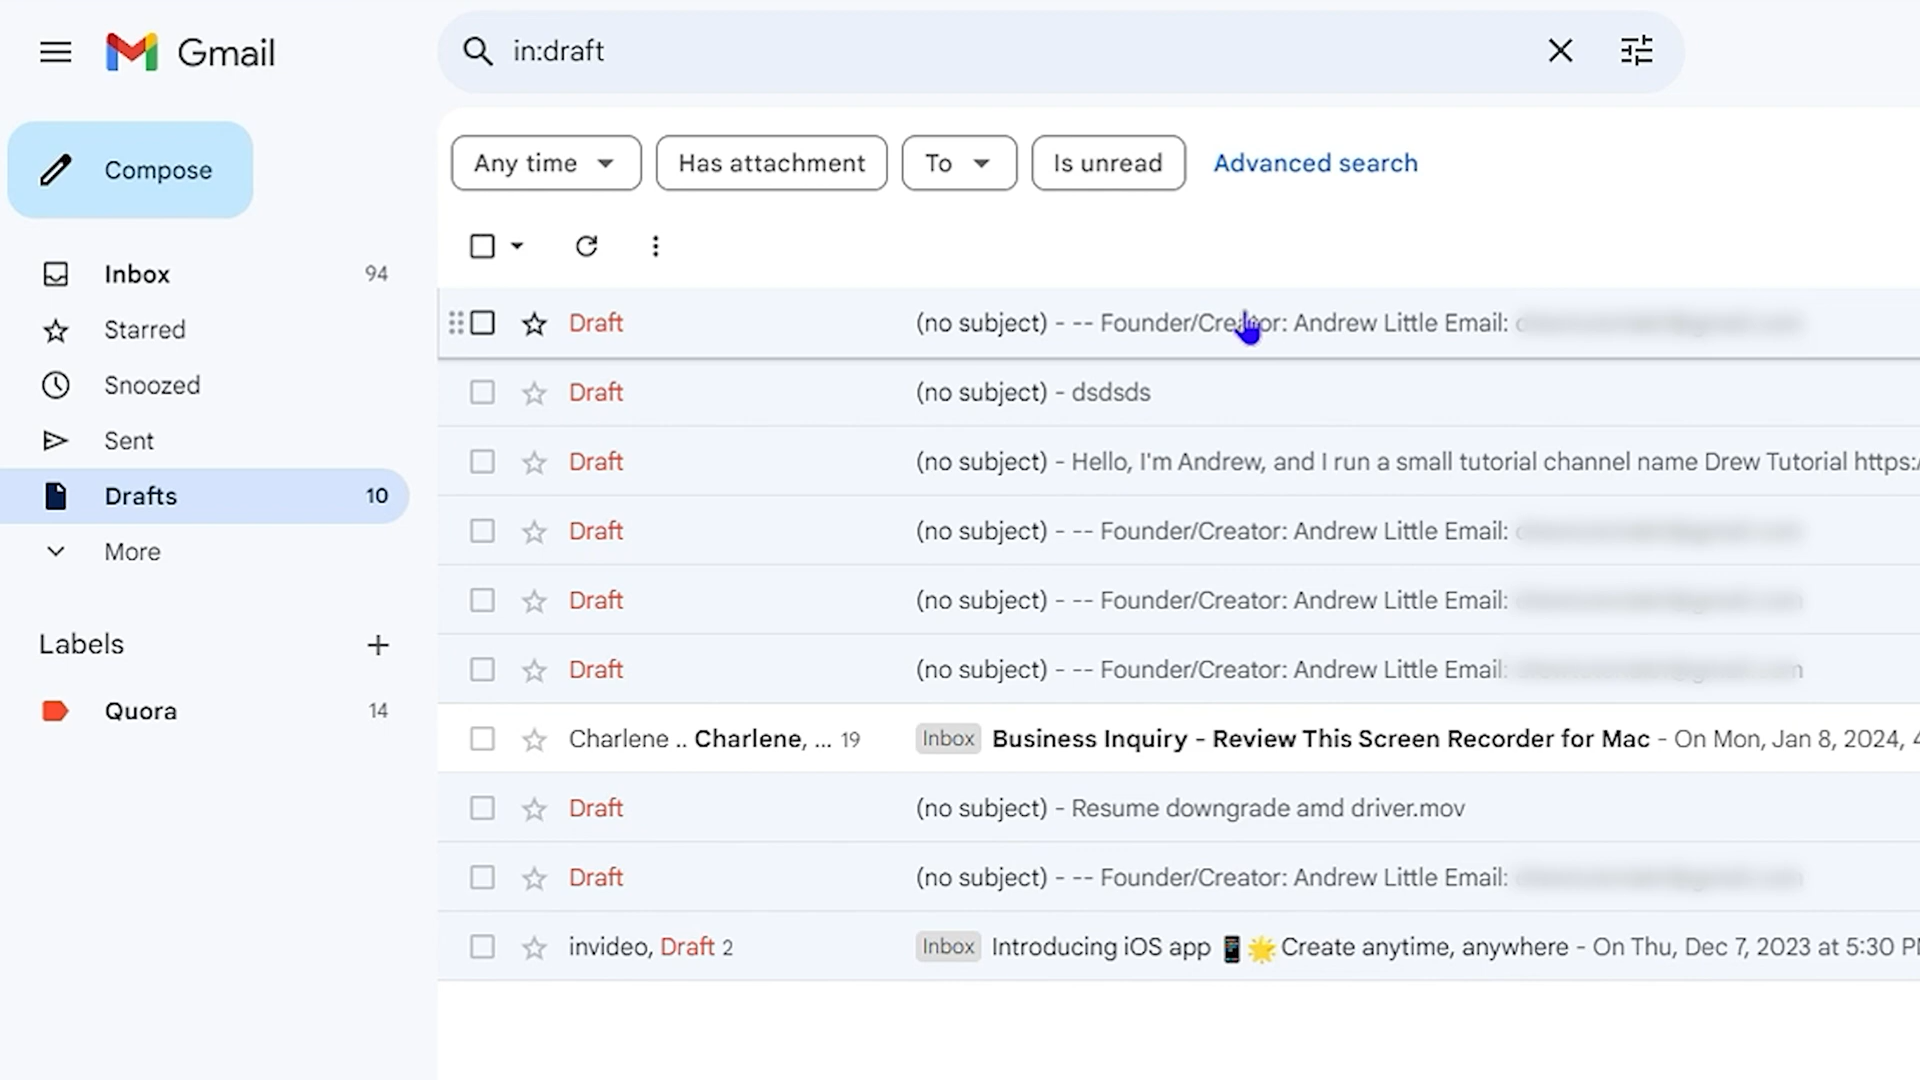 Gmail
in:draft
Compose
Any time
Has attachment
To
Is unread
Advanced search
Inbox 94
Starred
Snoozed
Sent
Drafts 10
More
Labels
Quora 14
Draft (no subject) - -- Founder/Creator: Andrew Little Email:
Draft (no subject) - dsdsds
Draft (no subject) - Hello, I'm Andrew, and I run a small tutorial channel name Drew Tutorial https:/
Draft (no subject) - -- Founder/Creator: Andrew Little Email:
Draft (no subject) - -- Founder/Creator: Andrew Little Email:
Draft (no subject) - -- Founder/Creator: Andrew Little Email:
Charlene .. Charlene, ... 19 Inbox Business Inquiry - Review This Screen Recorder for Mac - On Mon, Jan 8, 2024, 4
Draft (no subject) - Resume downgrade amd driver.mov
Draft (no subject) - -- Founder/Creator: Andrew Little Email:
invideo, Draft 2 Inbox Introducing iOS app 📱🌟Create anytime, anywhere - On Thu, Dec 7, 2023 at 5:30 P